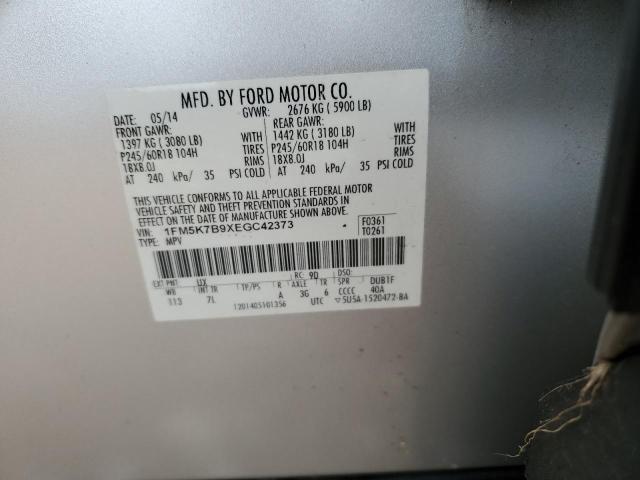 MFD. BY FORD MOTOR CO.
DATE: 05/14 GVWR: 2676 KG ( 5900 LB)
FRONT GAWR: REAR GAWR:
1397 KG ( 3080 LB) WITH 1442 KG ( 3180 LB) WITH
P245/60R18 104H TIRES P245/60R18 104H TIRES
18X8.0J RIMS 18X8.0J RIMS
AT 240 kPa/ 35 PSI COLD AT 240 kPa/ 35 PSI COLD
THIS VEHICLE CONFORMS TO ALL APPLICABLE FEDERAL MOTOR
VEHICLE SAFETY AND THEFT PREVENTION STANDARDS IN
EFFECT ON THE DATE OF MANUFACTURE SHOWN ABOVE.
VIN: 1FM5K7B9XEGC42373 F0361
TYPE: MPV T0261
EXT PNT: UX RC: 9D DSO:
WB INT TR TP/PS R AXLE TR SPR DUB1F
113 7L A 3G 6 CCCC 40A
1201405101356 UTC ▽5U5A-1520472-BA